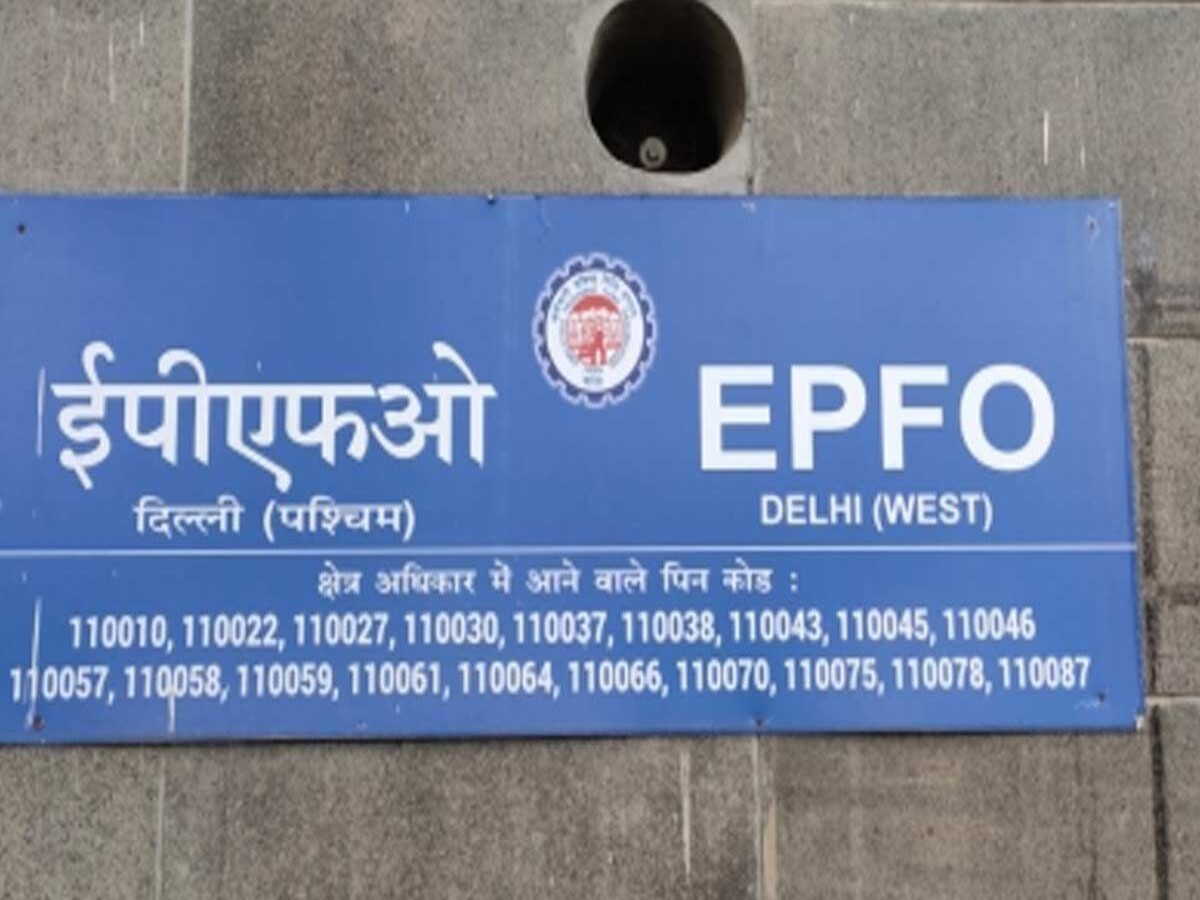 ईपीएफओ
दिल्ली (पश्चिम)
EPFO
DELHI (WEST)
क्षेत्र अधिकार में आने वाले पिन कोड :
110010, 110022, 110027, 110030, 110037, 110038, 110043, 110045, 110046
110057, 110058, 110059, 110061, 110064, 110066, 110070, 110075, 110078, 110087